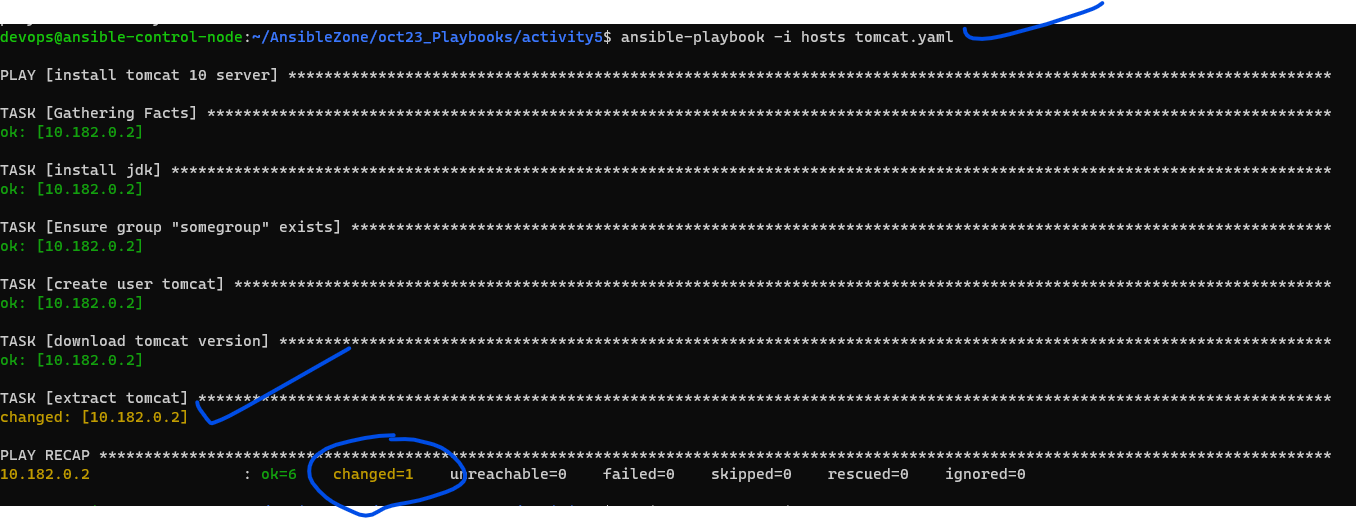 devops@ansible-control-node:~/AnsibleZone/oct23_Playbooks/activity5$ ansible-playbook -i hosts tomcat.yaml
PLAY [install tomcat 10 server] *********************************************************************************************************************
TASK [Gathering Facts] ******************************************************************************************************************************
ok: [10.182.0.2]
TASK [install jdk] **********************************************************************************************************************************
ok: [10.182.0.2]
TASK [Ensure group "somegroup" exists] **************************************************************************************************************
ok: [10.182.0.2]
TASK [create user tomcat] ***************************************************************************************************************************
ok: [10.182.0.2]
TASK [download tomcat version] **********************************************************************************************************************
ok: [10.182.0.2]
TASK [extract tomcat] *******************************************************************************************************************************
changed: [10.182.0.2]
PLAY RECAP ******************************************************************************************************************************************
10.182.0.2                 : ok=6    changed=1    unreachable=0    failed=0    skipped=0    rescued=0    ignored=0